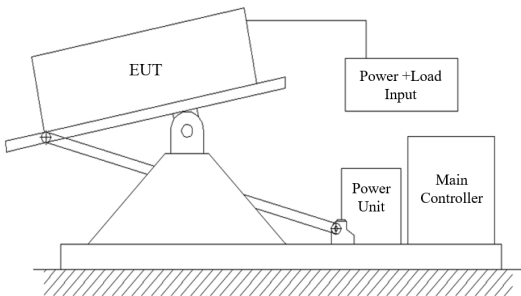 EUT
Power +Load
Input
Power
Unit
Main
Controller